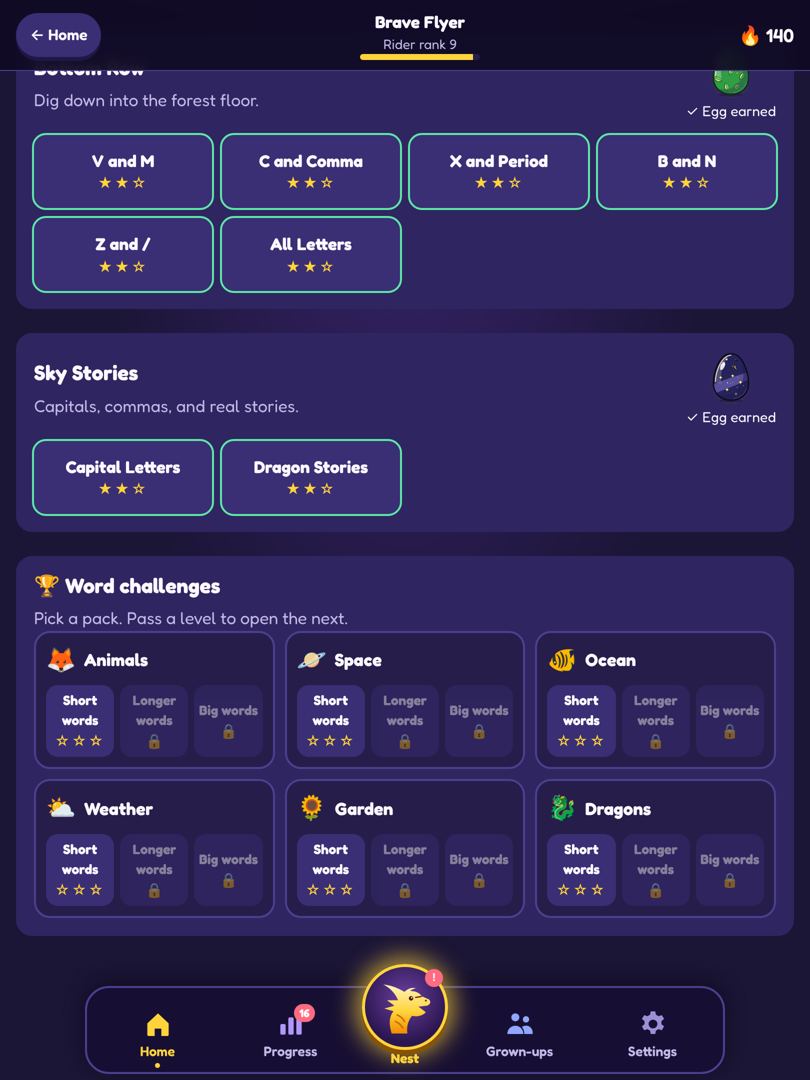 ← Home
Brave Flyer
Rider rank 9
🔥 140
Bottom Row
Dig down into the forest floor.
✓ Egg earned
V and M
★ ★ ☆
C and Comma
★ ★ ☆
X and Period
★ ★ ☆
B and N
★ ★ ☆
Z and /
★ ★ ☆
All Letters
★ ★ ☆
Sky Stories
Capitals, commas, and real stories.
✓ Egg earned
Capital Letters
★ ★ ☆
Dragon Stories
★ ★ ☆
🏆 Word challenges
Pick a pack. Pass a level to open the next.
🦊 Animals
Short
words
☆ ☆ ☆
Longer
words
🔒
Big words
🔒
🪐 Space
Short
words
☆ ☆ ☆
Longer
words
🔒
Big words
🔒
🐠 Ocean
Short
words
☆ ☆ ☆
Longer
words
🔒
Big words
🔒
⛅ Weather
Short
words
☆ ☆ ☆
Longer
words
🔒
Big words
🔒
🌻 Garden
Short
words
☆ ☆ ☆
Longer
words
🔒
Big words
🔒
🐉 Dragons
Short
words
☆ ☆ ☆
Longer
words
🔒
Big words
🔒
Home
16
Progress
!
Nest
Grown-ups
Settings